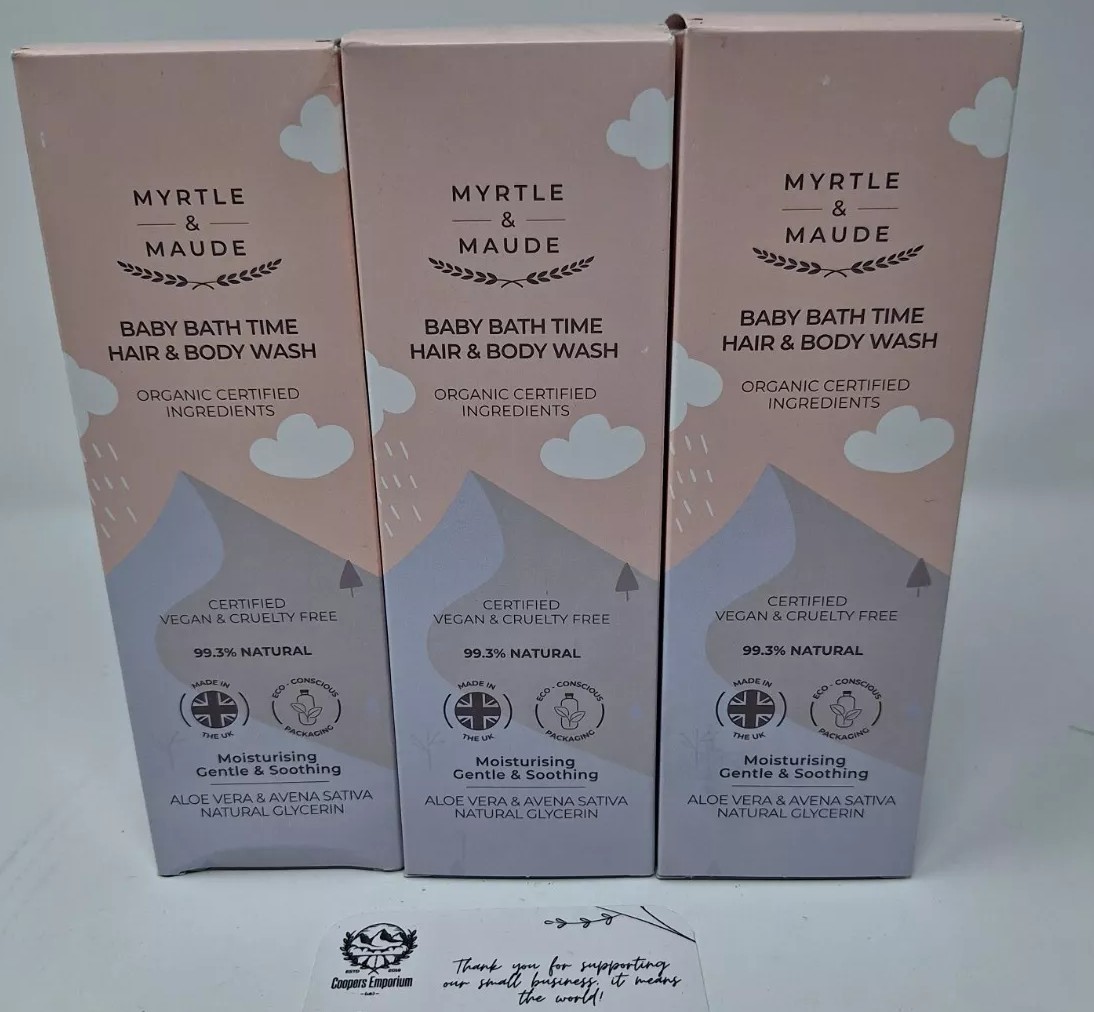 MYRTLE
&
MAUDE
BABY BATH TIME
HAIR & BODY WASH
ORGANIC CERTIFIED
INGREDIENTS
CERTIFIED
VEGAN & CRUELTY FREE
99.3% NATURAL
MADE IN
THE UK
ECO - CONSCIOUS
PACKAGING
Moisturising
Gentle & Soothing
ALOE VERA & AVENA SATIVA
NATURAL GLYCERIN
MYRTLE
&
MAUDE
BABY BATH TIME
HAIR & BODY WASH
ORGANIC CERTIFIED
INGREDIENTS
CERTIFIED
VEGAN & CRUELTY FREE
99.3% NATURAL
MADE IN
THE UK
ECO - CONSCIOUS
PACKAGING
Moisturising
Gentle & Soothing
ALOE VERA & AVENA SATIVA
NATURAL GLYCERIN
MYRTLE
&
MAUDE
BABY BATH TIME
HAIR & BODY WASH
ORGANIC CERTIFIED
INGREDIENTS
CERTIFIED
VEGAN & CRUELTY FREE
99.3% NATURAL
MADE IN
THE UK
ECO - CONSCIOUS
PACKAGING
Moisturising
Gentle & Soothing
ALOE VERA & AVENA SATIVA
NATURAL GLYCERIN
ESTD
Coopers Emporium
Thank you for supporting
our small business. it means
the world!